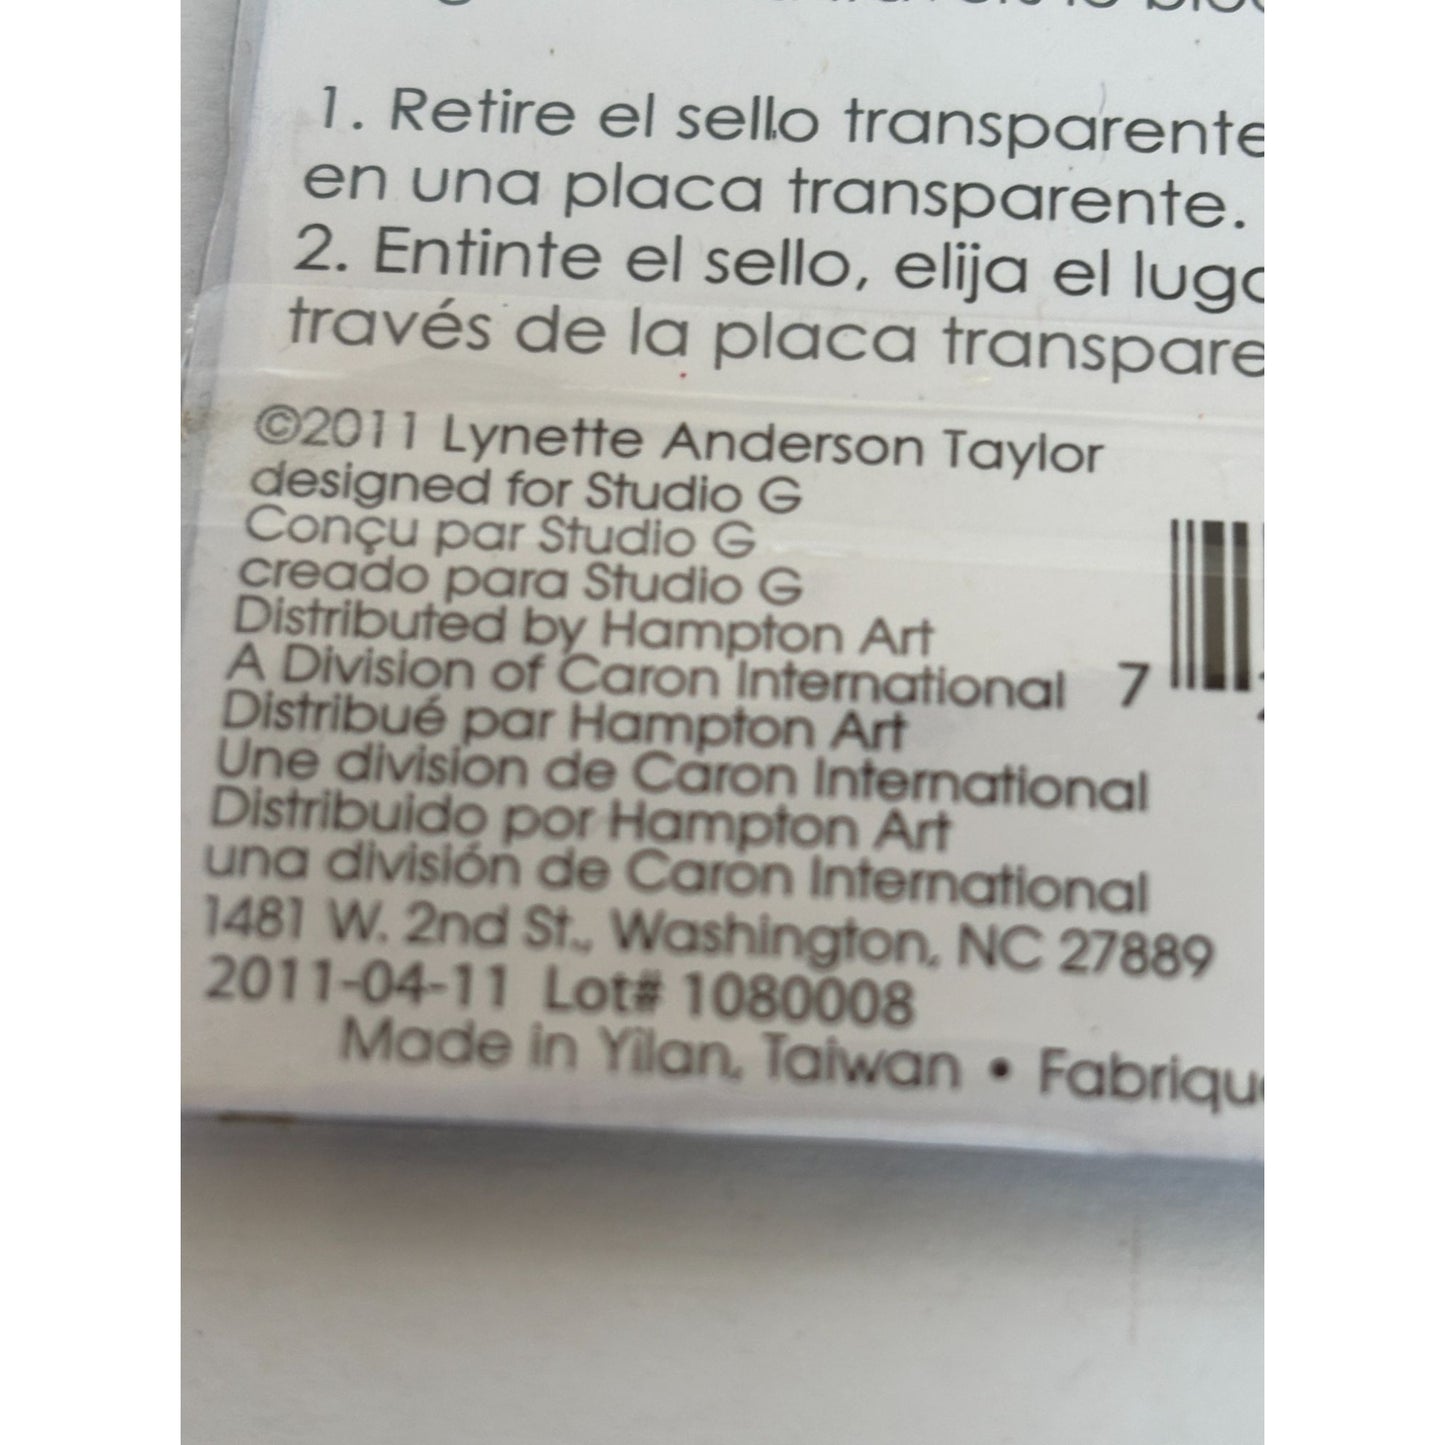 1. Retire el sello transparente
en una placa transparente.
2. Entinte el sello, elija el
través de la placa
©2011 Lynette Anderson Taylor
designed for Studio G
Conçu par Studio G
creado para Studio G
Distributed by Hampton Art
A Division of Caron International
7
Distribué par Hampton Art
Une division de Caron International
Distribuido por Hampton Art
una división de Caron International
1481 W. 2nd St., Washington, NC 27889
2011-04-11 Lot# 1080008
Made in Yilan, Taiwan •